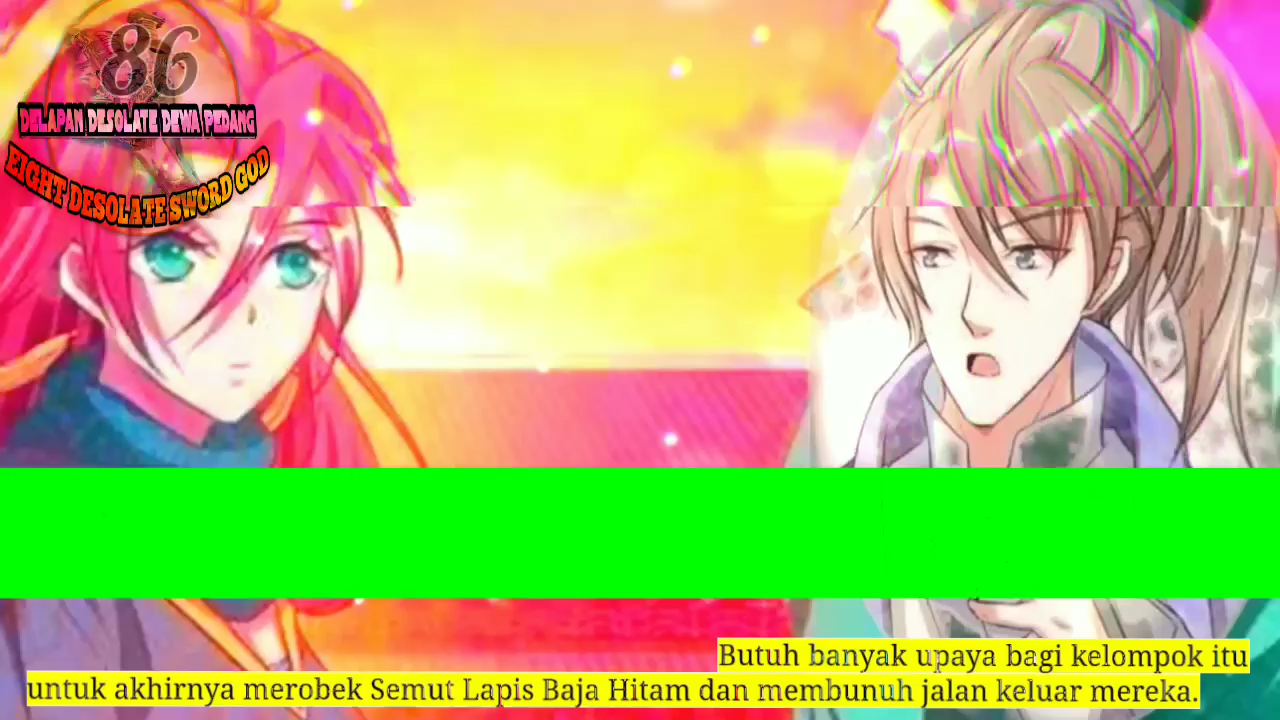 86
DELAPAN DESOLATE DEWA PEDANG
EIGHT DESOLATE SWORD GOD
Butuh banyak upaya bagi kelompok itu
untuk akhirnya merobek Semut Lapis Baja Hitam dan membunuh jalan keluar mereka.